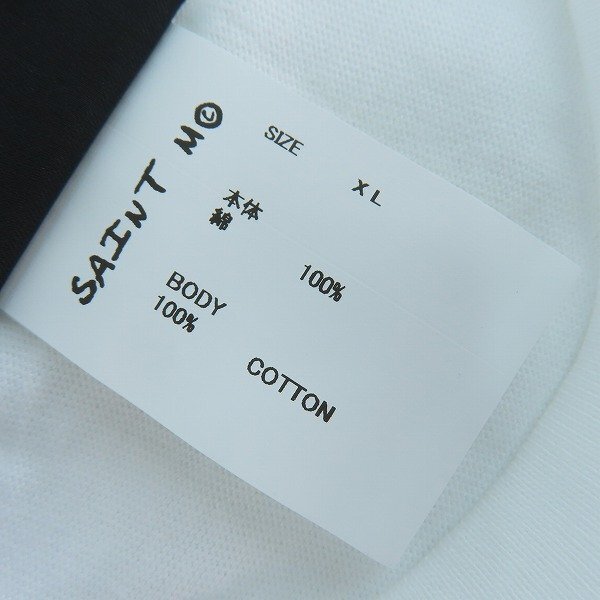 SAINT M©
SIZE XL
本体
綿 100%
BODY
100% COTTON